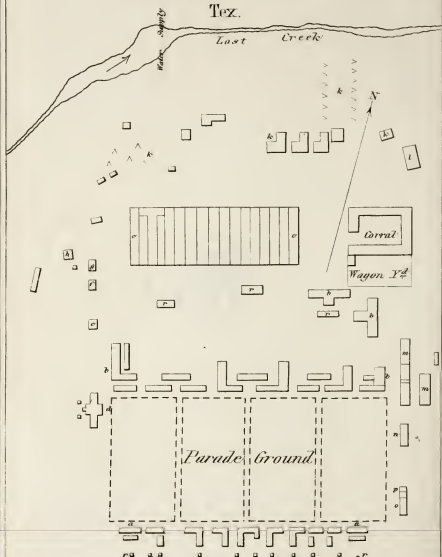 Tex.
Water Supply
Lost Creek
k
N
k
k
k
l
c
c
Corral
Wagon Yd
h
g
f
r
r
b
r
b
e
b
b
m
m
d
n
Parade Ground
p
o
a
a